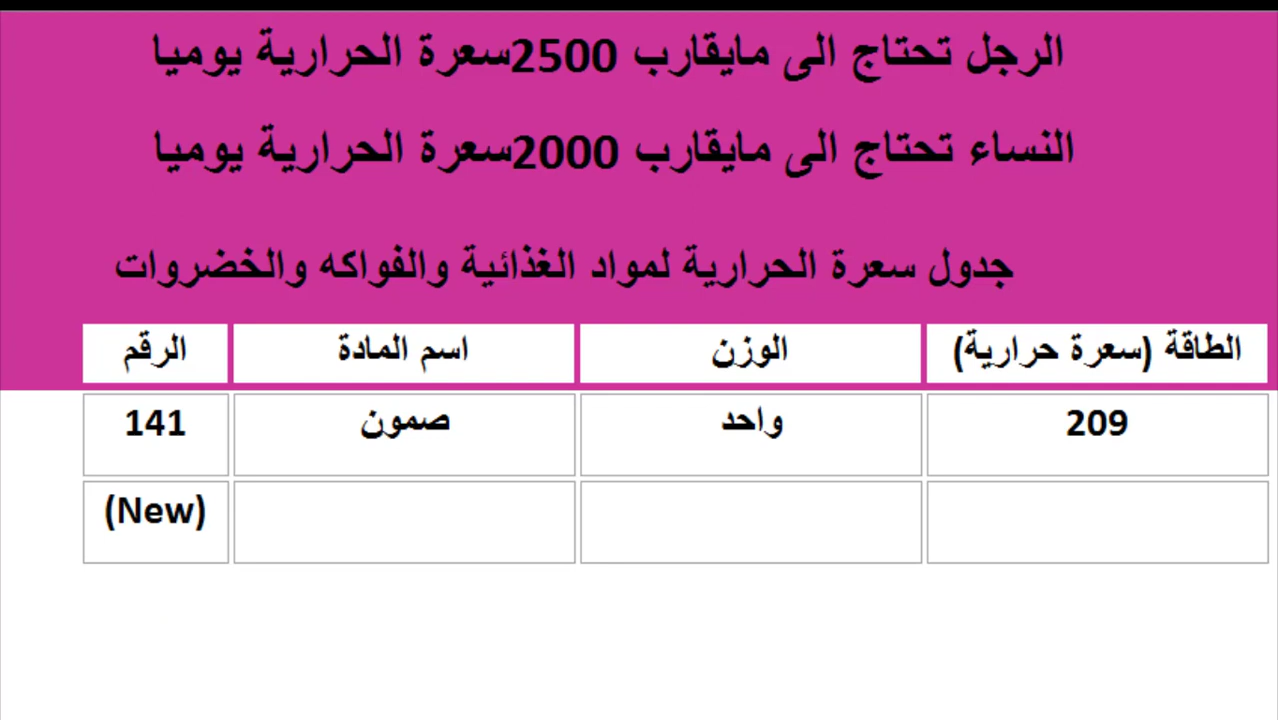 الرجل تحتاج الى مايقارب 2500سعرة الحرارية يوميا
النساء تحتاج الى مايقارب 2000سعرة الحرارية يوميا
جدول سعرة الحرارية لمواد الغذائية والفواكه والخضروات
الرقم اسم المادة الوزن الطاقة (سعرة حرارية)
141 صمون واحد 209
(New)